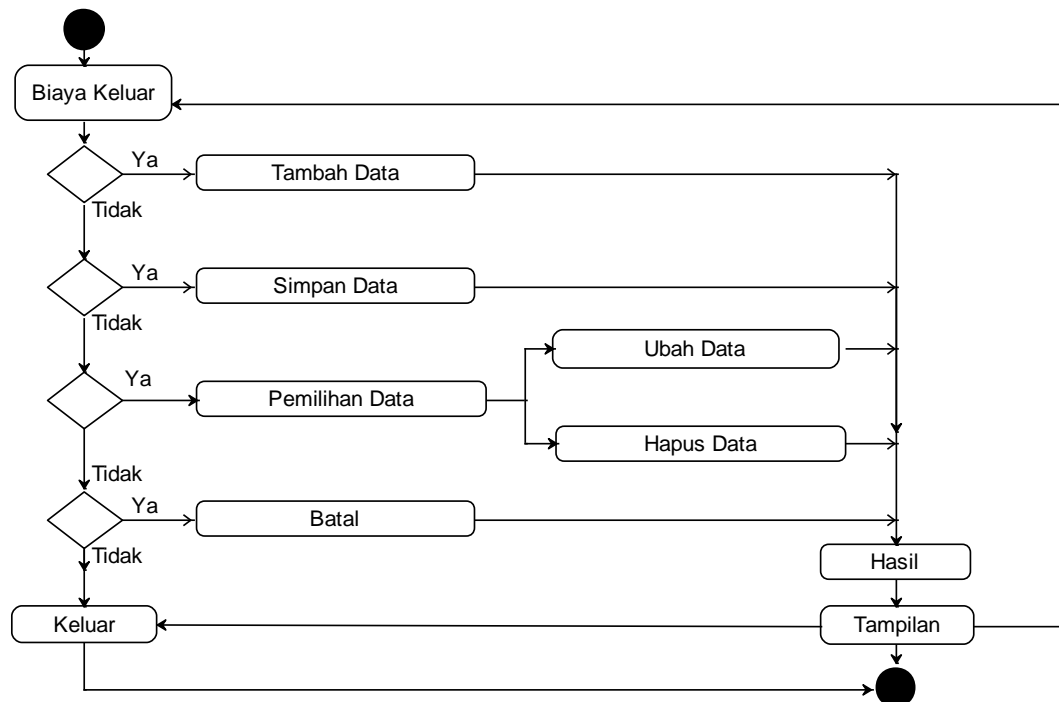 Biaya Keluar
Ya
Tambah Data
Tidak
Ya
Simpan Data
Tidak
Ubah Data
Ya
Pemilihan Data
Hapus Data
Tidak
Ya
Batal
Tidak
Hasil
Keluar
Tampilan